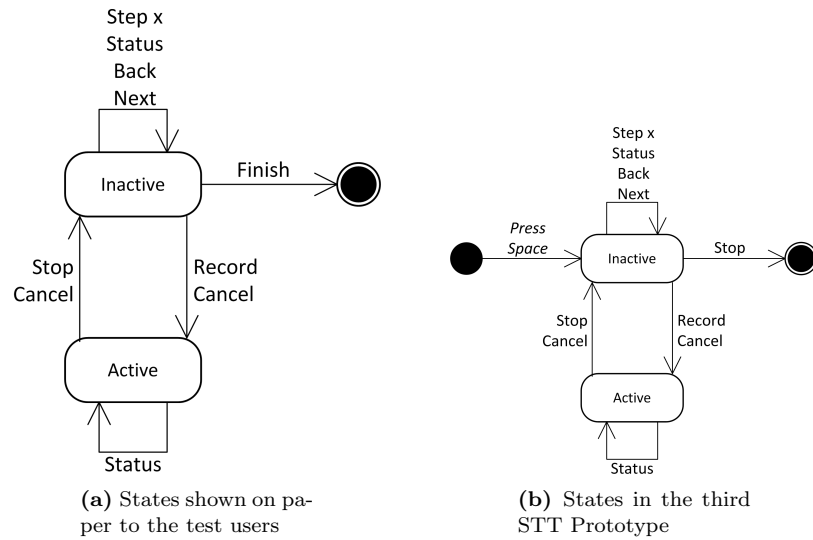 Step x
Status
Back
Next
Inactive
Finish
Stop
Cancel
Record
Cancel
Active
Status
(a) States shown on pa-
per to the test users
Step x
Status
Back
Next
Press
Space
Inactive
Stop
Stop
Cancel
Record
Cancel
Active
Status
(b) States in the third
STT Prototype